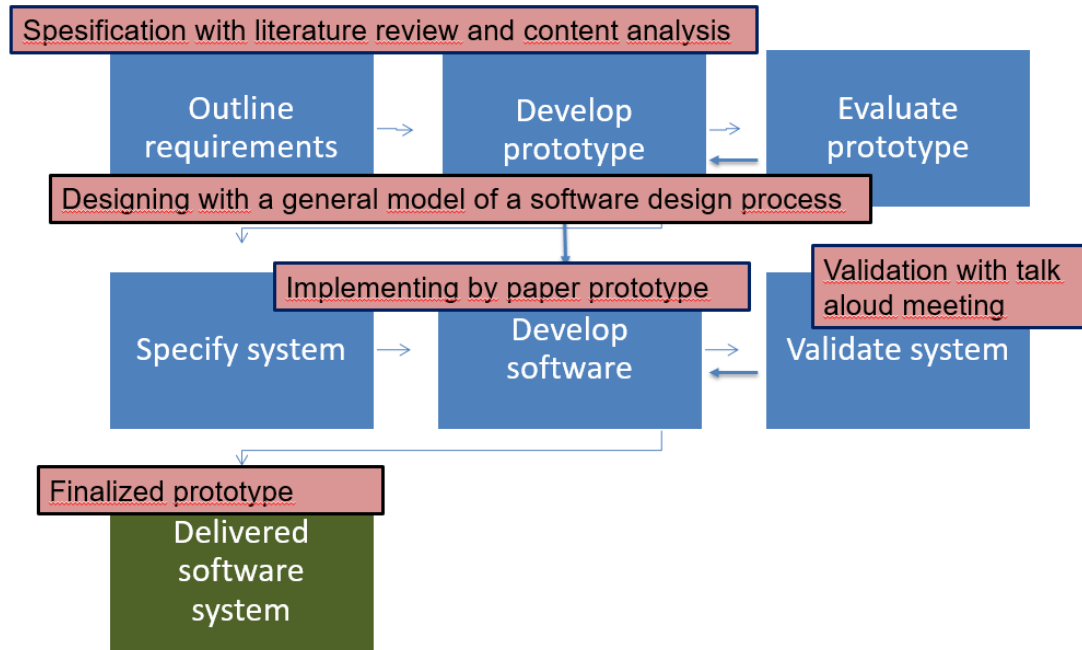 Spesification with literature review and content analysis
Outline
requirements
Develop
prototype
Evaluate
prototype
Designing with a general model of a software design process
Implementing by paper prototype
Validation with talk
aloud meeting
Specify system
Develop
software
Validate system
Finalized prototype
Delivered
software
system